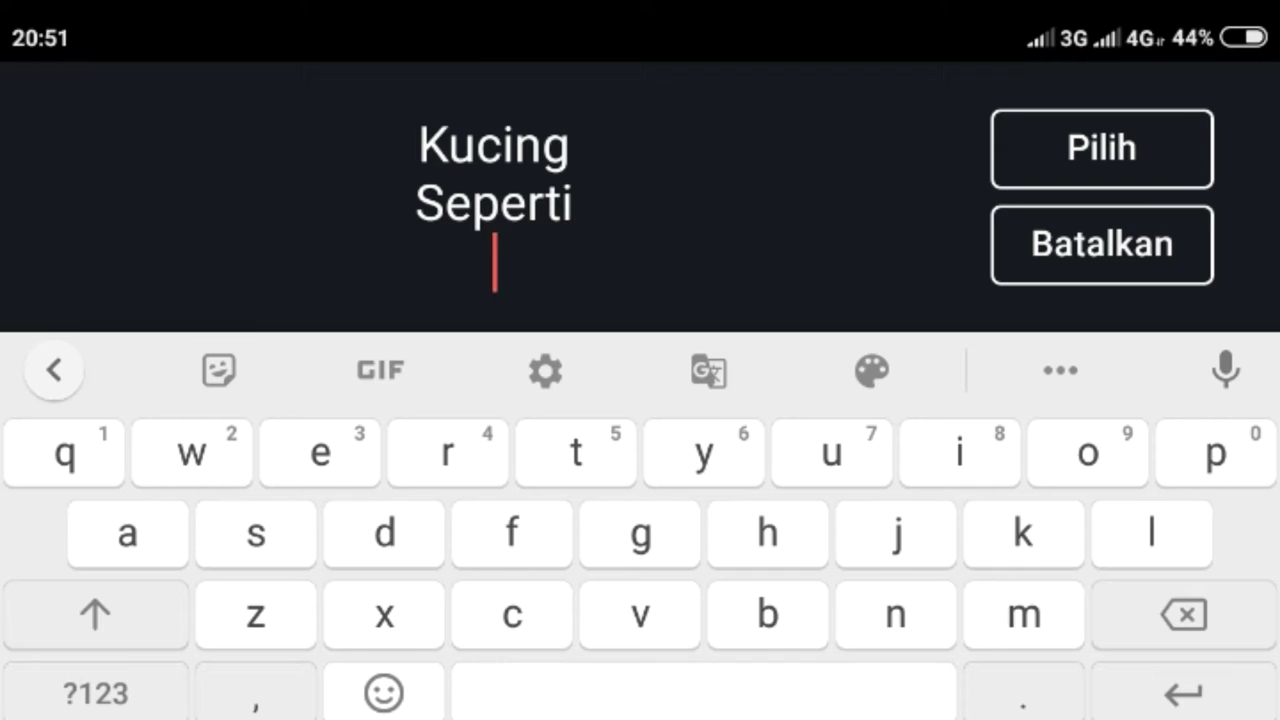 20:51
3G 4G 44%
Kucing
Seperti
Pilih
Batalkan
GIF
G
q 1 w 2 e 3 r 4 t 5 y 6 u 7 i 8 o 9 p 0
a s d f g h j k l
z x c v b n m
?123 , .